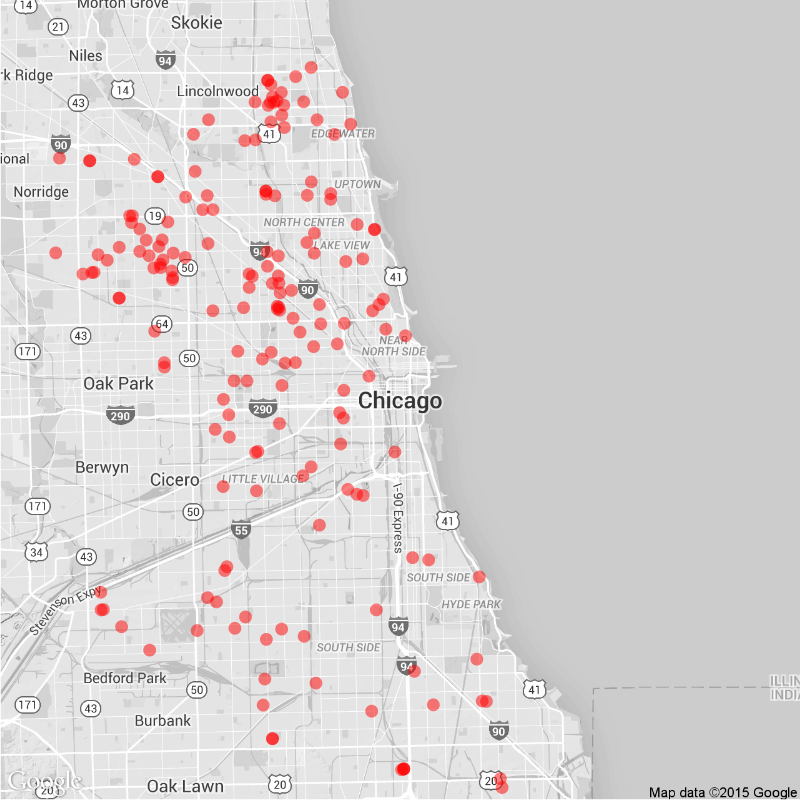 14
Morton Grove
21
Skokie
Niles
94
rk Ridge
14
Lincolnwood
43
41
EDGEWATER
90
ional
Norridge
UPTOWN
19
NORTH CENTER
94
LAKE VIEW
50
41
90
64
43
NEAR
NORTH SIDE
171
50
Oak Park
290
290
Chicago
Berwyn
Cicero
LITTLE VILLAGE
171
50
I-90 Express
41
55
34
43
SOUTH SIDE
Stevenson Expy
HYDE PARK
94
SOUTH SIDE
94
Bedford Park
ILLIN
INDIA
50
41
171
43
Burbank
90
Google
20
Oak Lawn
20
20
Map data ©2015 Google